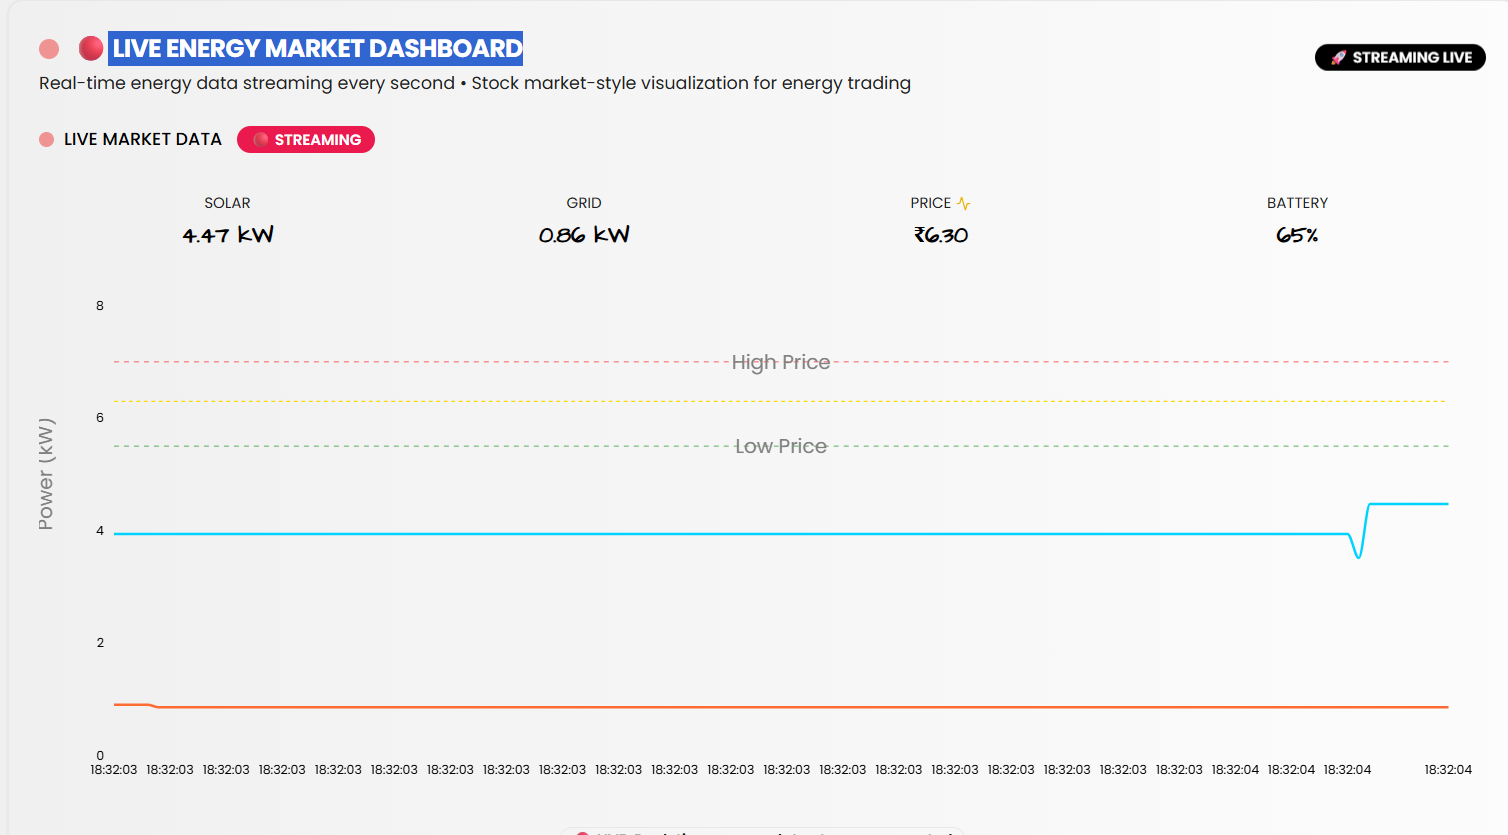 LIVE ENERGY MARKET DASHBOARD
🚀 STREAMING LIVE
Real-time energy data streaming every second • Stock market-style visualization for energy trading
LIVE MARKET DATA
STREAMING
SOLAR
4.47 kW
GRID
0.86 kW
PRICE
₹6.30
BATTERY
65%
8
High Price
6
Low Price
Power (kW)
4
2
0
18:32:03 18:32:03 18:32:03 18:32:03 18:32:03 18:32:03 18:32:03 18:32:03 18:32:03 18:32:03 18:32:03 18:32:03 18:32:03 18:32:03 18:32:03 18:32:03 18:32:03 18:32:03 18:32:03 18:32:03 18:32:04 18:32:04 18:32:04 18:32:04